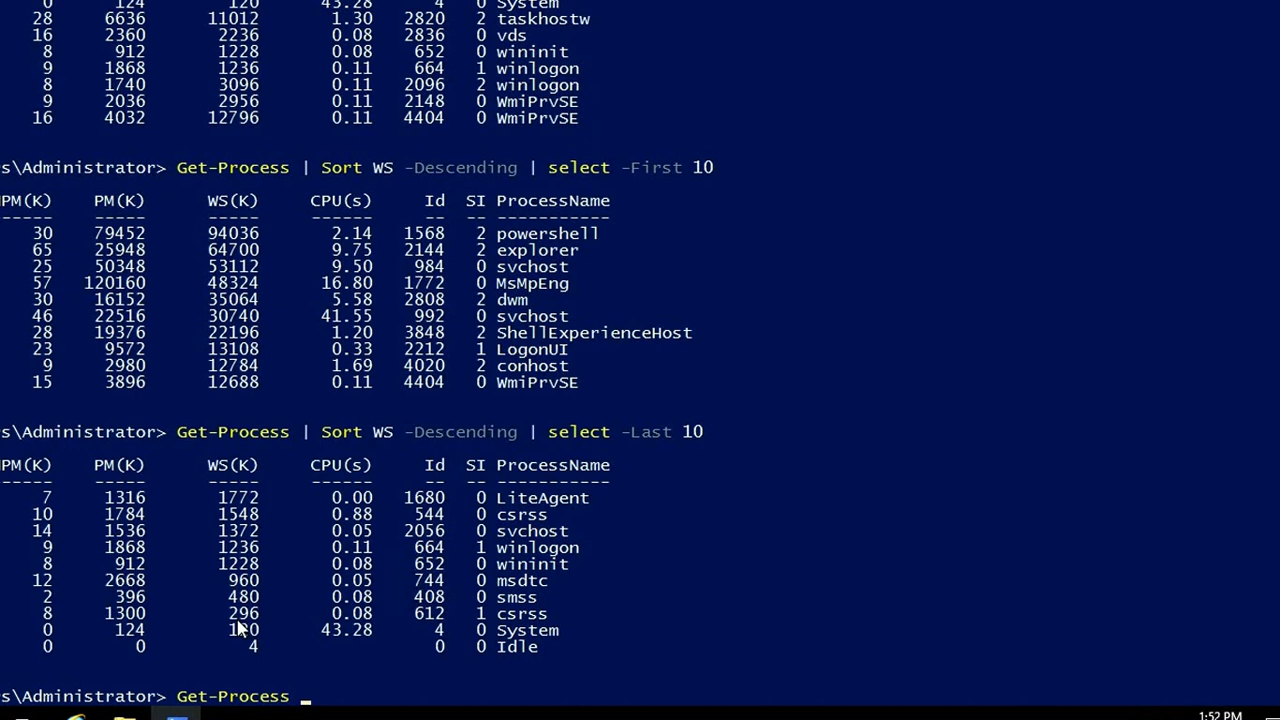 0 124 120 43.28 4 0 System
28 6636 11012 1.30 2820 2 taskhostw
16 2360 2236 0.08 2836 0 vds
8 912 1228 0.08 652 0 wininit
9 1868 1236 0.11 664 1 winlogon
8 1740 3096 0.11 2096 2 winlogon
9 2036 2956 0.11 2148 0 WmiPrvSE
16 4032 12796 0.11 4404 0 WmiPrvSE
s\Administrator> Get-Process | Sort WS -Descending | select -First 10
NPM(K) PM(K) WS(K) CPU(s) Id SI ProcessName
------ ----- ----- ------ -- -- -----------
30 79452 94036 2.14 1568 2 powershell
65 25948 64700 9.75 2144 2 explorer
25 50348 53112 9.50 984 0 svchost
57 120160 48324 16.80 1772 0 MsMpEng
30 16152 35064 5.58 2808 2 dwm
46 22516 30740 41.55 992 0 svchost
28 19376 22196 1.20 3848 2 ShellExperienceHost
23 9572 13108 0.33 2212 1 LogonUI
9 2980 12784 1.69 4020 2 conhost
15 3896 12688 0.11 4404 0 WmiPrvSE
s\Administrator> Get-Process | Sort WS -Descending | select -Last 10
NPM(K) PM(K) WS(K) CPU(s) Id SI ProcessName
------ ----- ----- ------ -- -- -----------
7 1316 1772 0.00 1680 0 LiteAgent
10 1784 1548 0.88 544 0 csrss
14 1536 1372 0.05 2056 0 svchost
9 1868 1236 0.11 664 1 winlogon
8 912 1228 0.08 652 0 wininit
12 2668 960 0.05 744 0 msdtc
2 396 480 0.08 408 0 smss
8 1300 296 0.08 612 1 csrss
0 124 120 43.28 4 0 System
0 0 4 0 0 Idle
s\Administrator> Get-Process _
1:52 PM